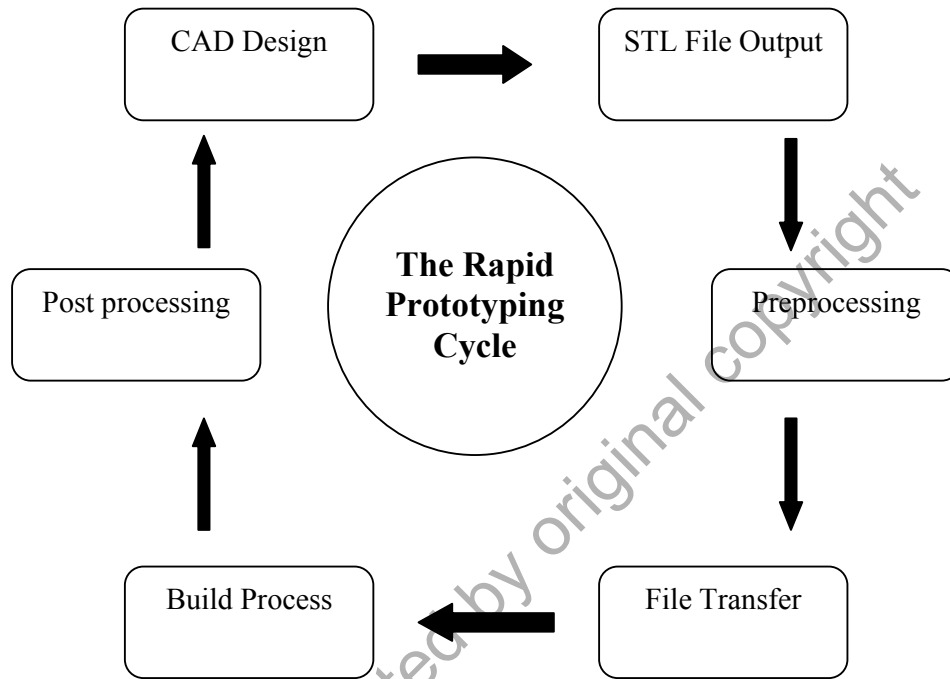 CAD Design
STL File Output
The Rapid
Prototyping
Cycle
Post processing
Preprocessing
Build Process
File Transfer
ted by original copyright